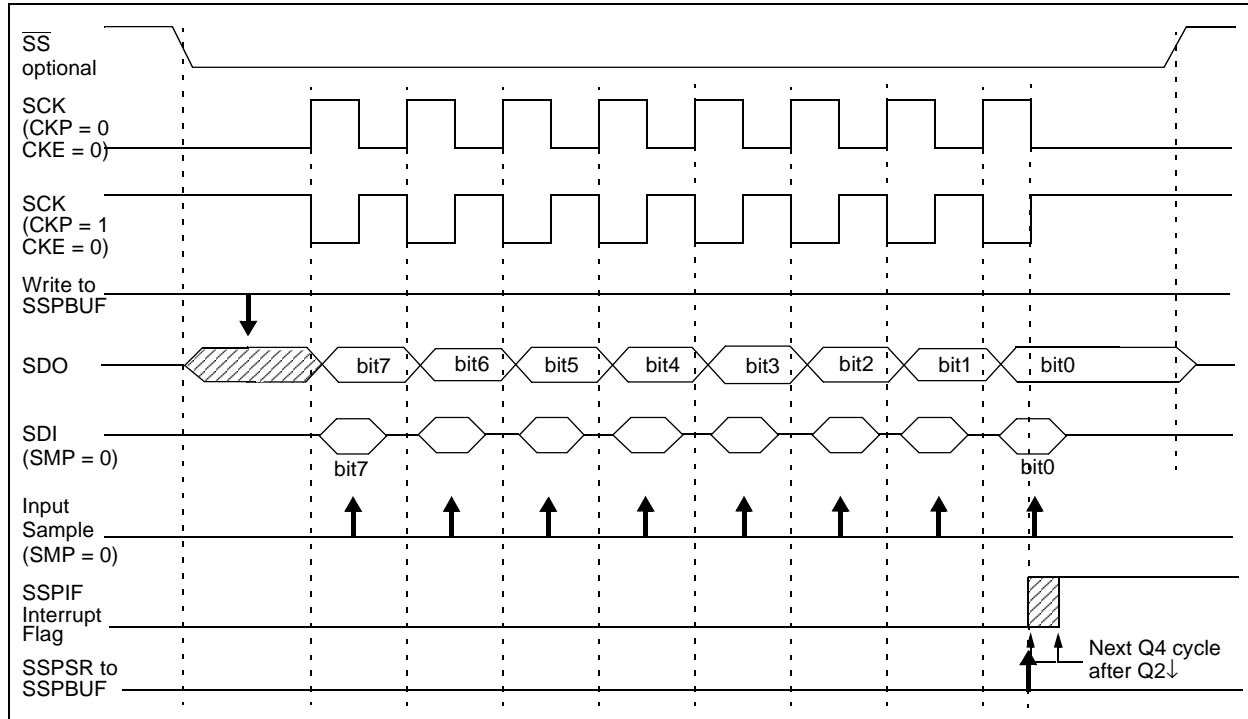 SS
optional
SCK
(CKP = 0
CKE = 0)
SCK
(CKP = 1
CKE = 0)
Write to
SSPBUF
SDO
bit7 bit6 bit5 bit4 bit3 bit2 bit1 bit0
SDI
(SMP = 0)
bit7 bit0
Input
Sample
(SMP = 0)
SSPIF
Interrupt
Flag
Next Q4 cycle
after Q2↓
SSPSR to
SSPBUF